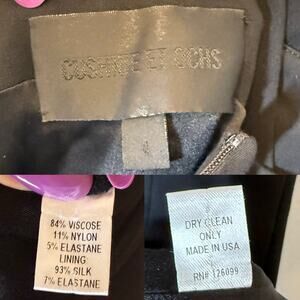 CUSHNIE ET OCHS
4
84% VISCOSE
11% NYLON
5% ELASTANE
LINING
93% SILK
7% ELASTANE
DRY CLEAN
ONLY
MADE IN USA
RN# 126099